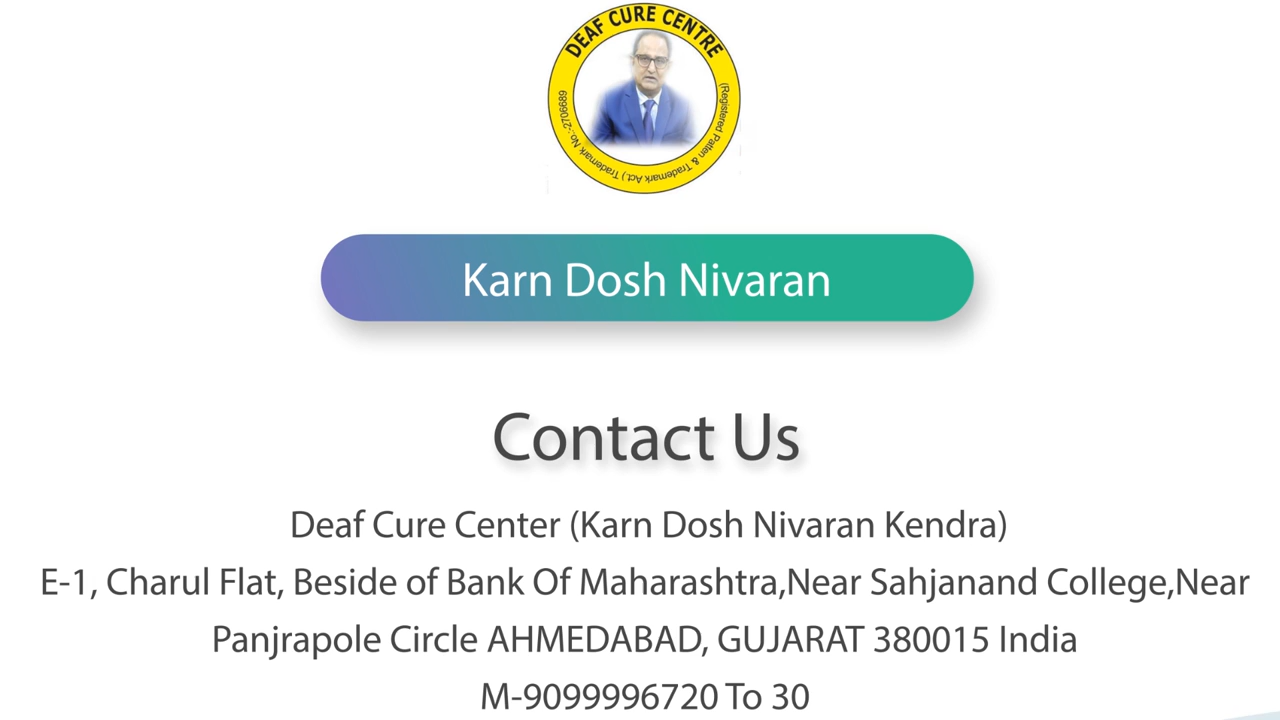 DEAF CURE CENTRE
(Registered Patten & Trademark Act.) Trademark No.-2706689
Karn Dosh Nivaran
Contact Us
Deaf Cure Center (Karn Dosh Nivaran Kendra)
E-1, Charul Flat, Beside of Bank Of Maharashtra,Near Sahjanand College,Near
Panjrapole Circle AHMEDABAD, GUJARAT 380015 India
M-9099996720 To 30